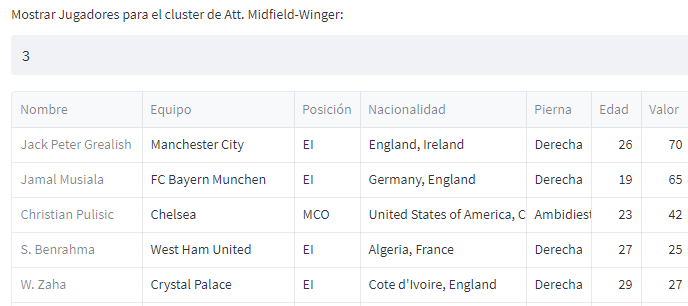 Mostrar Jugadores para el cluster de Att. Midfield-Winger:
3
Nombre Equipo Posición Nacionalidad Pierna Edad Valor
Jack Peter Grealish Manchester City EI England, Ireland Derecha 26 70
Jamal Musiala FC Bayern Munchen EI Germany, England Derecha 19 65
Christian Pulisic Chelsea MCO United States of America, C Ambidiest 23 42
S. Benrahma West Ham United EI Algeria, France Derecha 27 25
W. Zaha Crystal Palace EI Cote d'Ivoire, England Derecha 29 27